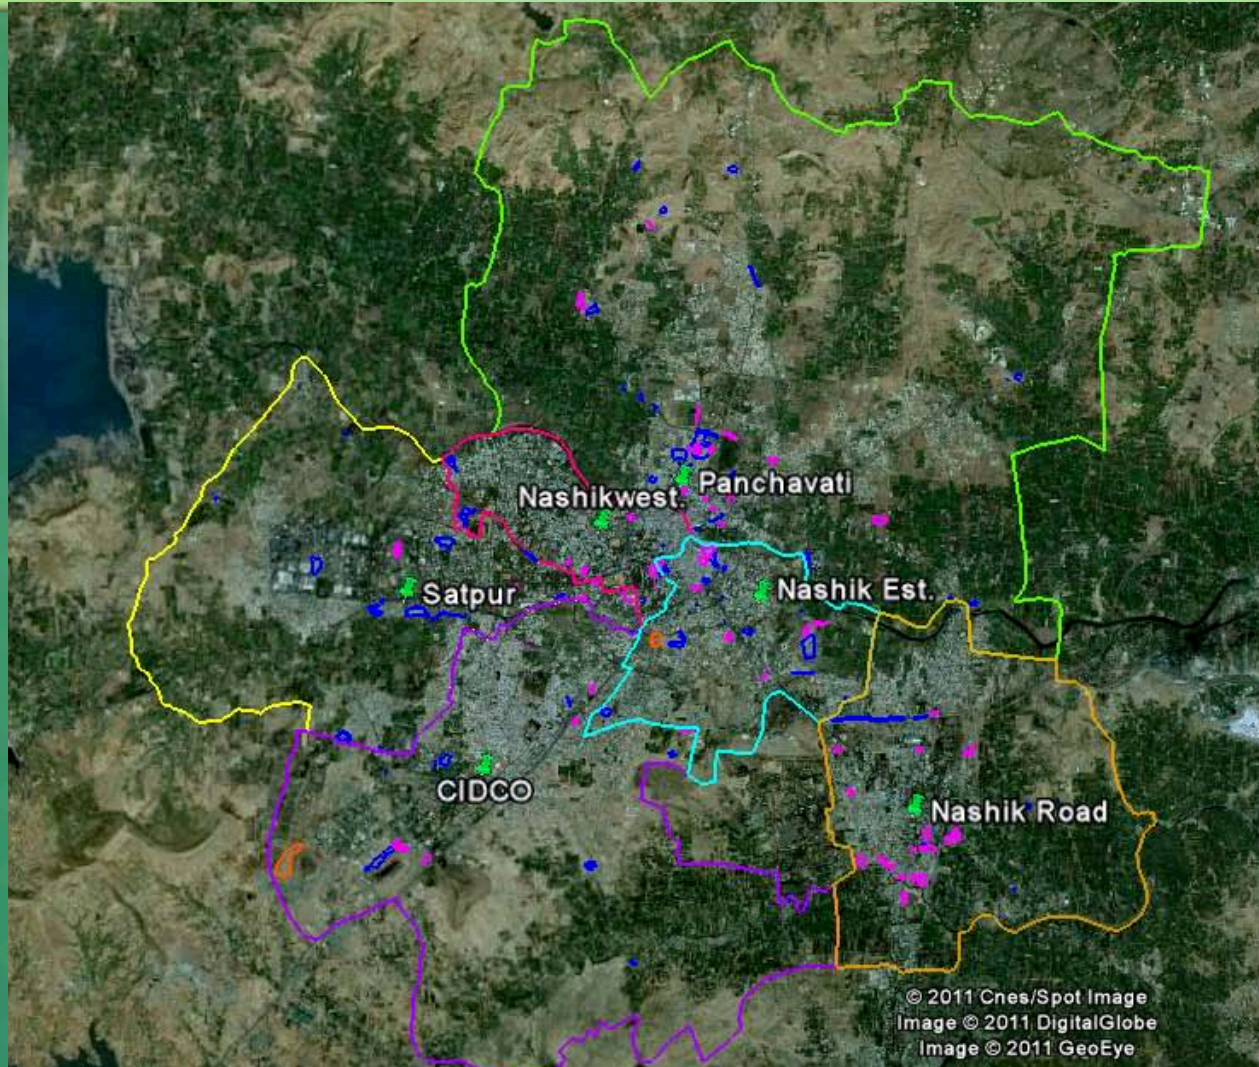 Panchavati
Nashikwest.
Nashik Est.
Satpur
CIDCO
Nashik Road
© 2011 Cnes/Spot Image
Image © 2011 DigitalGlobe
Image © 2011 GeoEye